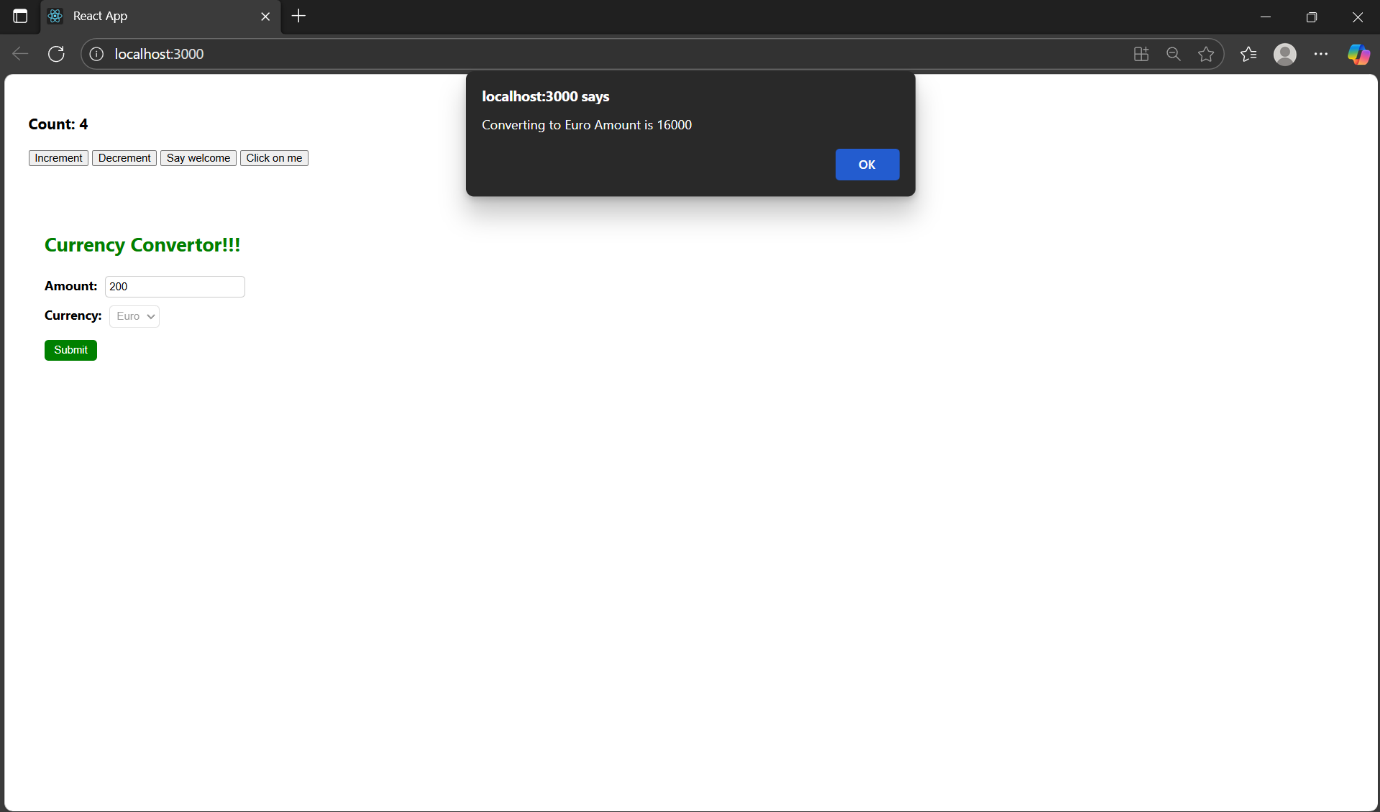 React App
localhost:3000
localhost:3000 says
Converting to Euro Amount is 16000
OK
Count: 4
Increment Decrement Say welcome Click on me
Currency Convertor!!!
Amount: 200
Currency: Euro
Submit